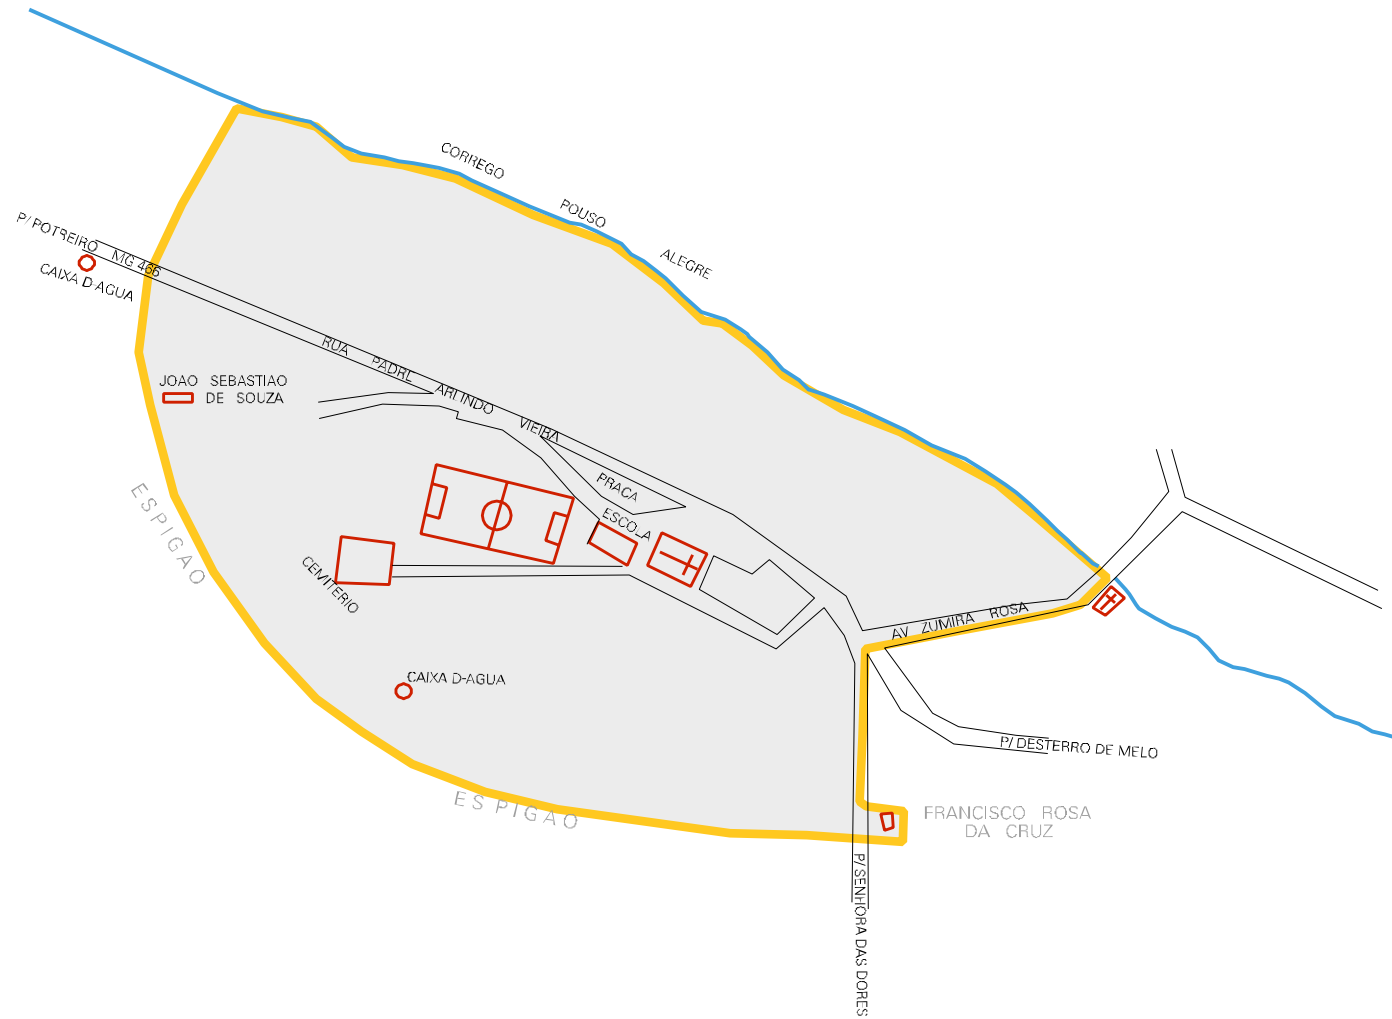 CORREGO POUSO ALEGRE
P/ POTREIRO
MG 466
CAIXA D-AGUA
RUA PADRE ARLINDO VIEIRA
JOAO SEBASTIAO
DE SOUZA
PRACA
ESCOLA
ESPIGAO
CEMITERIO
AV ZUMIRA ROSA
CAIXA D-AGUA
P/ DESTERRO DE MELO
ESPIGAO
FRANCISCO ROSA
DA CRUZ
P/ SENHORA DAS DORES